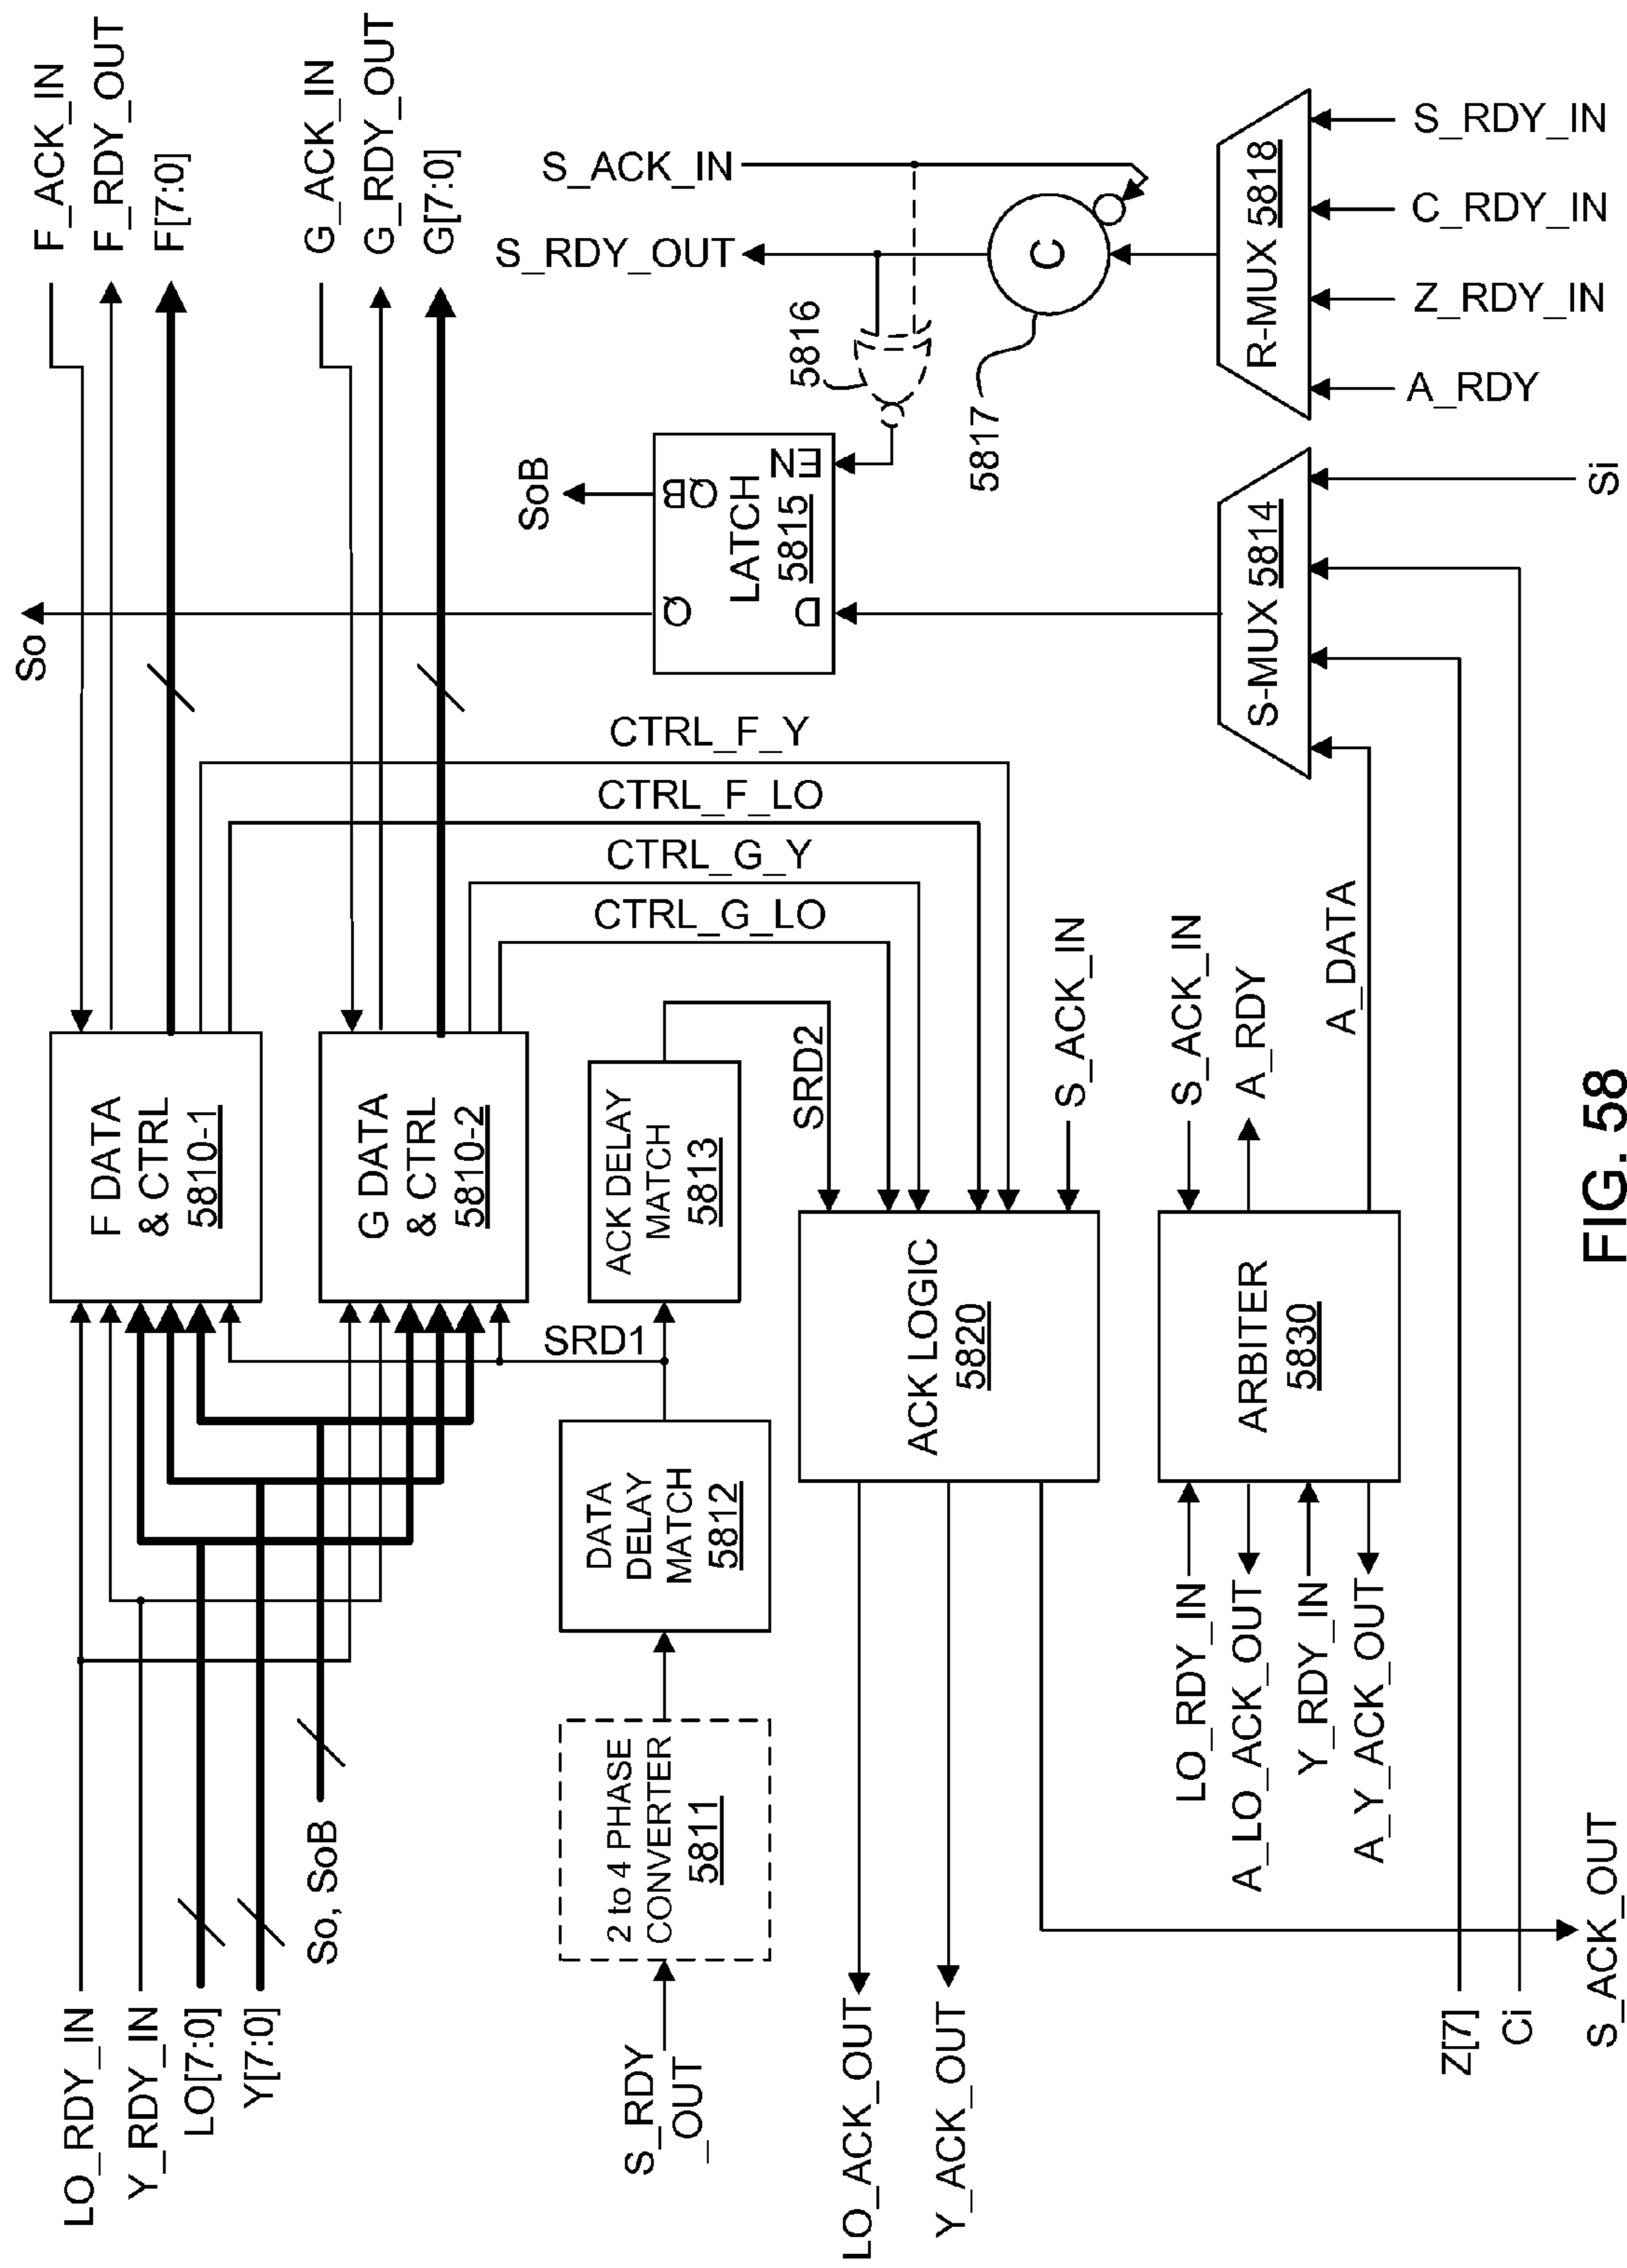 LO_RDY_IN
Y_RDY_IN
LO[7:0]
Y[7:0]
So, SoB
F DATA
& CTRL
5810-1
F_ACK_IN
F_RDY_OUT
F[7:0]
G DATA
& CTRL
5810-2
G_ACK_IN
G_RDY_OUT
G[7:0]
So
S_RDY
_OUT
2 to 4 PHASE
CONVERTER
5811
DATA
DELAY
MATCH
5812
SRD1
ACK DELAY
MATCH
5813
SRD2
CTRL_F_Y
CTRL_F_LO
CTRL_G_Y
CTRL_G_LO
LO_ACK_OUT
Y_ACK_OUT
ACK LOGIC
5820
S_ACK_IN
LO_RDY_IN
A_LO_ACK_OUT
Y_RDY_IN
A_Y_ACK_OUT
ARBITER
5830
S_ACK_IN
A_RDY
A_DATA
SoB
Q
QB
LATCH
5815
D
EN
5816
S_RDY_OUT
S_ACK_IN
C
5817
S-MUX 5814
R-MUX 5818
Si
A_RDY
Z_RDY_IN
C_RDY_IN
S_RDY_IN
Z[7]
Ci
S_ACK_OUT
FIG. 58